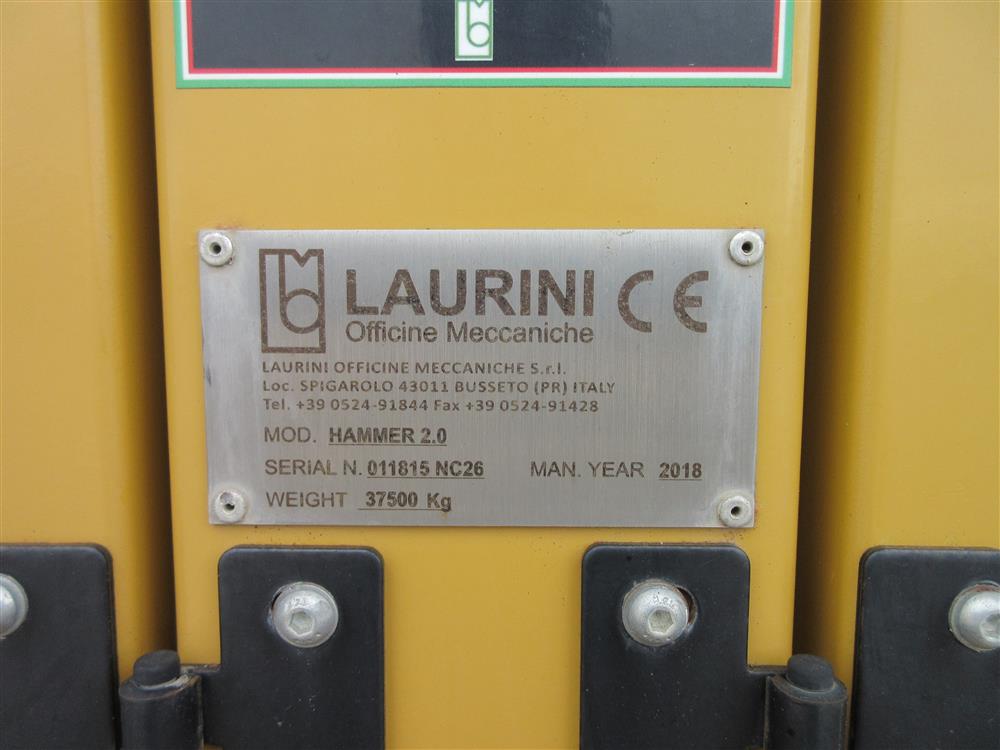 LAURINI CE
Officine Meccaniche
LAURINI OFFICINE MECCANICHE S.r.l.
Loc. SPIGAROLO 43011 BUSSETO (PR) ITALY
Tel. +39 0524-91844 Fax +39 0524-91428
MOD. HAMMER 2.0
SERIAL N. 011815 NC26 MAN. YEAR 2018
WEIGHT 37500 Kg